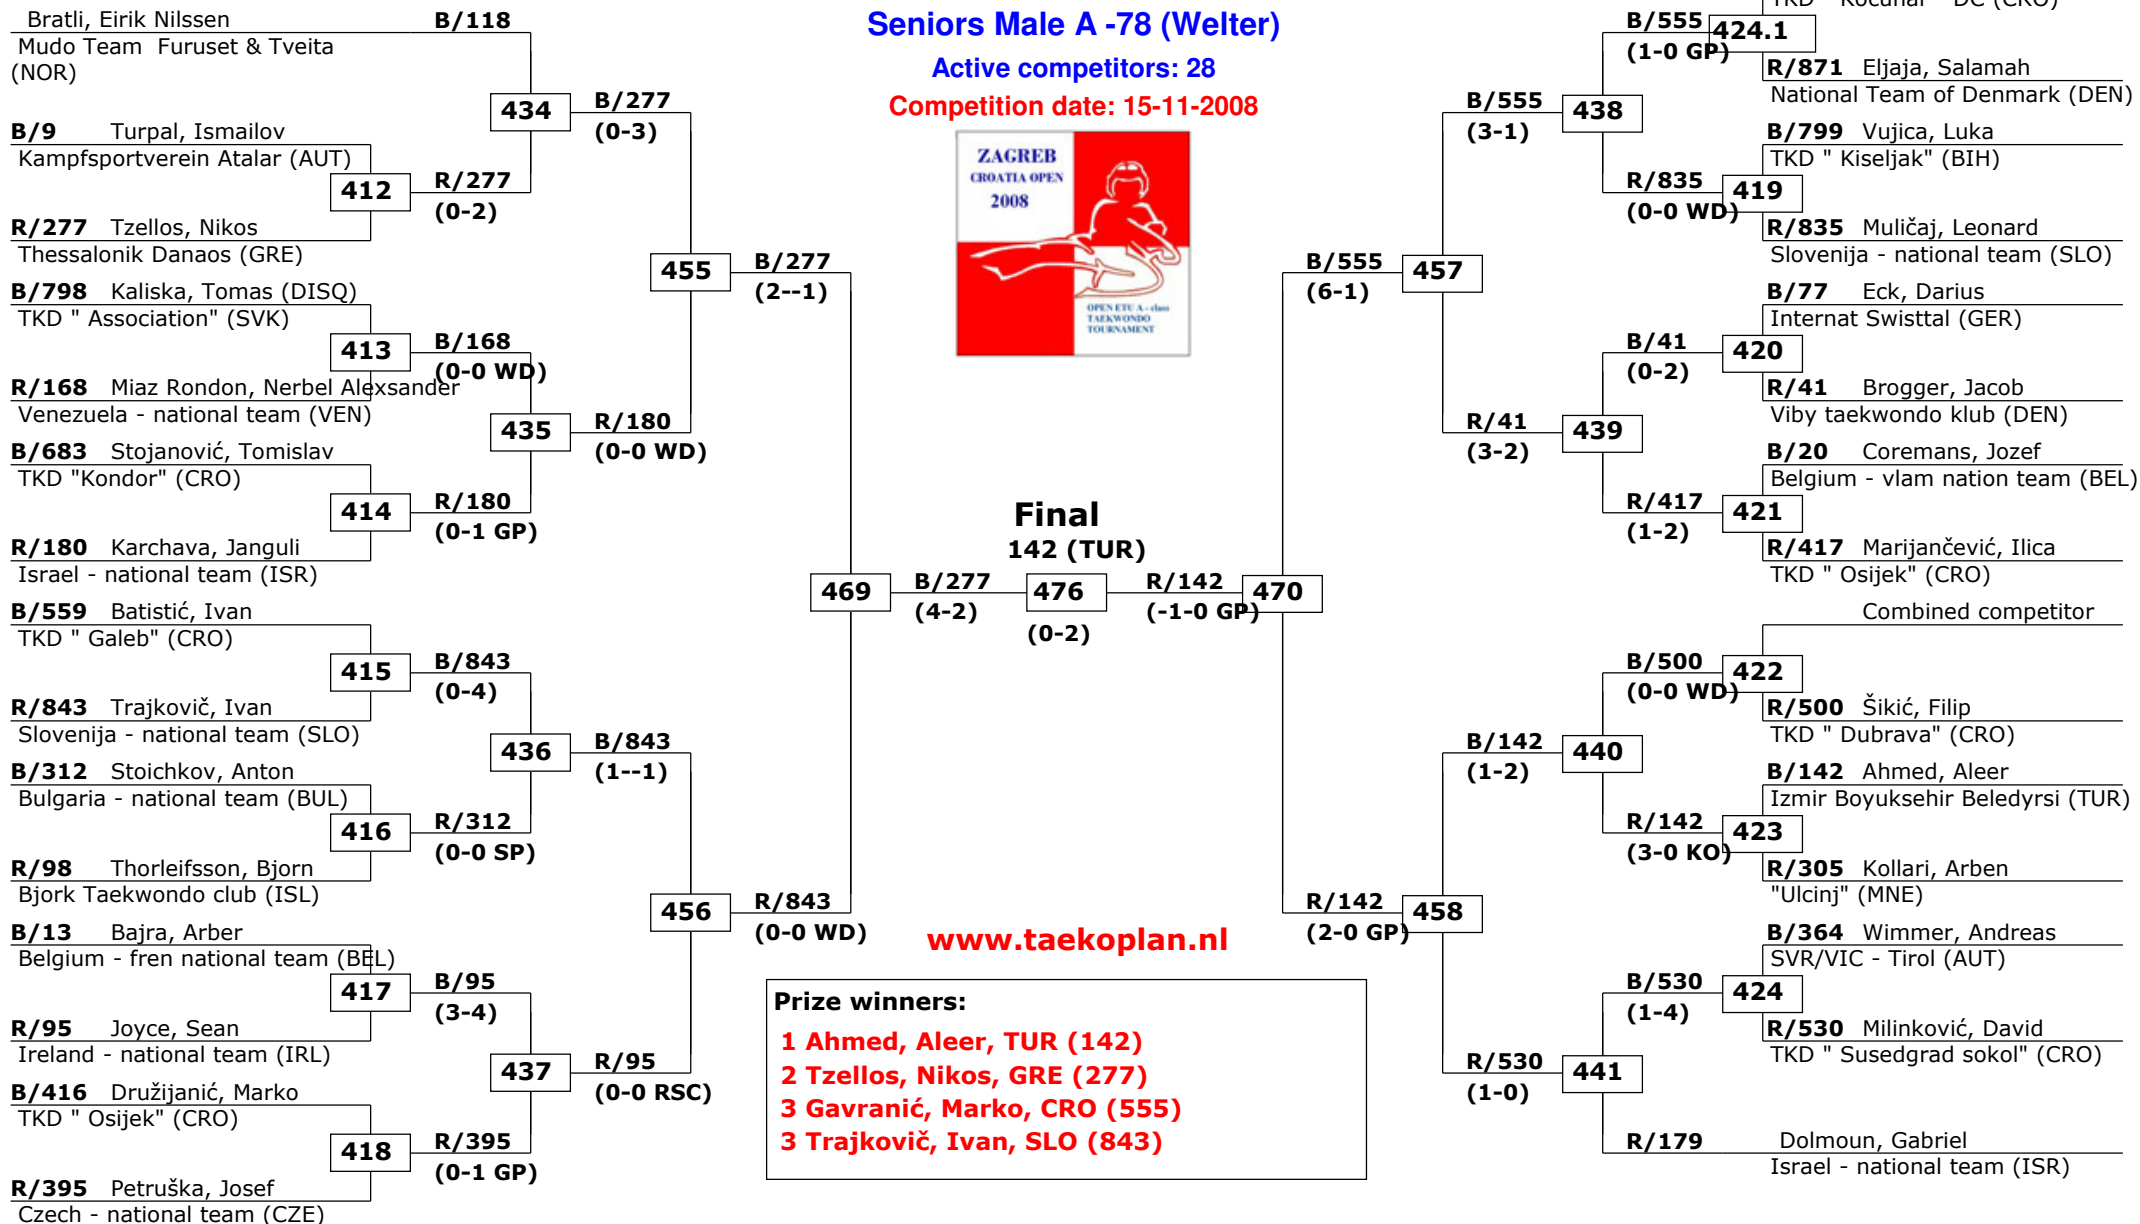 Bratli, Eirik Nilssen
B/118
Mudo Team  Furuset & Tveita
(NOR)
434
B/277
(0-3)
B/9 Turpal, Ismailov
Kampfsportverein Atalar (AUT)
412
R/277
(0-2)
R/277 Tzellos, Nikos
Thessalonik Danaos (GRE)
455
B/277
(2--1)
B/798 Kaliska, Tomas (DISQ)
TKD " Association" (SVK)
413
B/168
(0-0 WD)
R/168 Miaz Rondon, Nerbel Alexsander
Venezuela - national team (VEN)
435
R/180
(0-0 WD)
B/683 Stojanović, Tomislav
TKD "Kondor" (CRO)
414
R/180
(0-1 GP)
R/180 Karchava, Janguli
Israel - national team (ISR)
469
B/277
(4-2)
B/559 Batistić, Ivan
TKD " Galeb" (CRO)
415
B/843
(0-4)
R/843 Trajkovič, Ivan
Slovenija - national team (SLO)
436
B/843
(1--1)
B/312 Stoichkov, Anton
Bulgaria - national team (BUL)
416
R/312
(0-0 SP)
R/98 Thorleifsson, Bjorn
Bjork Taekwondo club (ISL)
456
R/843
(0-0 WD)
B/13 Bajra, Arber
Belgium - fren national team (BEL)
417
B/95
(3-4)
R/95 Joyce, Sean
Ireland - national team (IRL)
437
R/95
(0-0 RSC)
B/416 Družijanić, Marko
TKD " Osijek" (CRO)
418
R/395
(0-1 GP)
R/395 Petruška, Josef
Czech - national team (CZE)
Seniors Male A -78 (Welter)
Active competitors: 28
Competition date: 15-11-2008
ZAGREB
CROATIA OPEN
2008
OPEN ETU A - class
TAEKWONDO
TOURNAMENT
Final
142 (TUR)
476
(0-2)
R/142
(-1-0 GP)
470
www.taekoplan.nl
Prize winners:
1 Ahmed, Aleer, TUR (142)
2 Tzellos, Nikos, GRE (277)
3 Gavranić, Marko, CRO (555)
3 Trajkovič, Ivan, SLO (843)
TKD " Kocunar - DC (CRO)
B/555
(1-0 GP)
424.1
R/871 Eljaja, Salamah
National Team of Denmark (DEN)
B/555
(3-1)
438
B/799 Vujica, Luka
TKD " Kiseljak" (BIH)
R/835
(0-0 WD)
419
R/835 Muličaj, Leonard
Slovenija - national team (SLO)
B/555
(6-1)
457
B/77 Eck, Darius
Internat Swisttal (GER)
B/41
(0-2)
420
R/41 Brogger, Jacob
Viby taekwondo klub (DEN)
R/41
(3-2)
439
B/20 Coremans, Jozef
Belgium - vlam nation team (BEL)
R/417
(1-2)
421
R/417 Marijančević, Ilica
TKD " Osijek" (CRO)
Combined competitor
B/500
(0-0 WD)
422
R/500 Šikić, Filip
TKD " Dubrava" (CRO)
B/142
(1-2)
440
B/142 Ahmed, Aleer
Izmir Boyuksehir Beledyrsi (TUR)
R/142
(3-0 KO)
423
R/305 Kollari, Arben
"Ulcinj" (MNE)
R/142
(2-0 GP)
458
B/364 Wimmer, Andreas
SVR/VIC - Tirol (AUT)
B/530
(1-4)
424
R/530 Milinković, David
TKD " Susedgrad sokol" (CRO)
R/530
(1-0)
441
R/179 Dolmoun, Gabriel
Israel - national team (ISR)